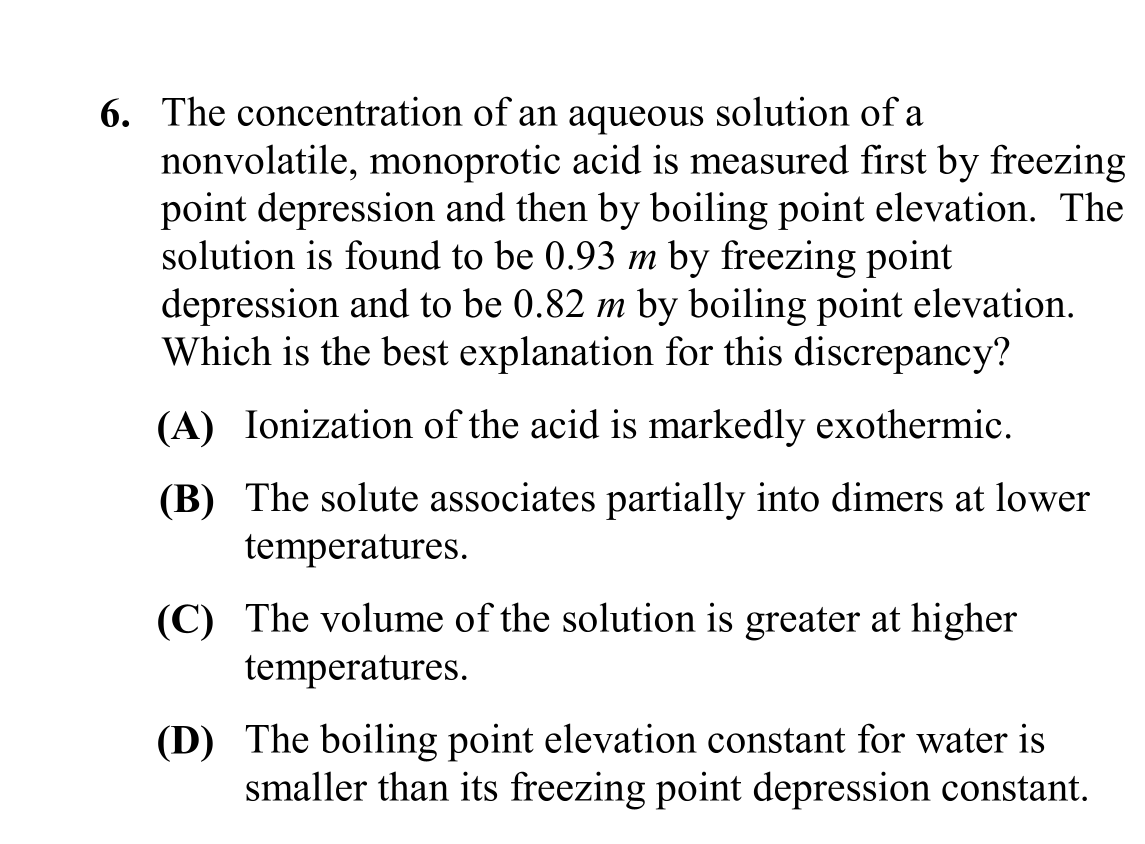 6. The concentration of an aqueous solution of a
nonvolatile, monoprotic acid is measured first by freezing
point depression and then by boiling point elevation. The
solution is found to be 0.93 m by freezing point
depression and to be 0.82 m by boiling point elevation.
Which is the best explanation for this discrepancy?
(A) Ionization of the acid is markedly exothermic.
(B) The solute associates partially into dimers at lower
temperatures.
(C) The volume of the solution is greater at higher
temperatures.
(D) The boiling point elevation constant for water is
smaller than its freezing point depression constant.